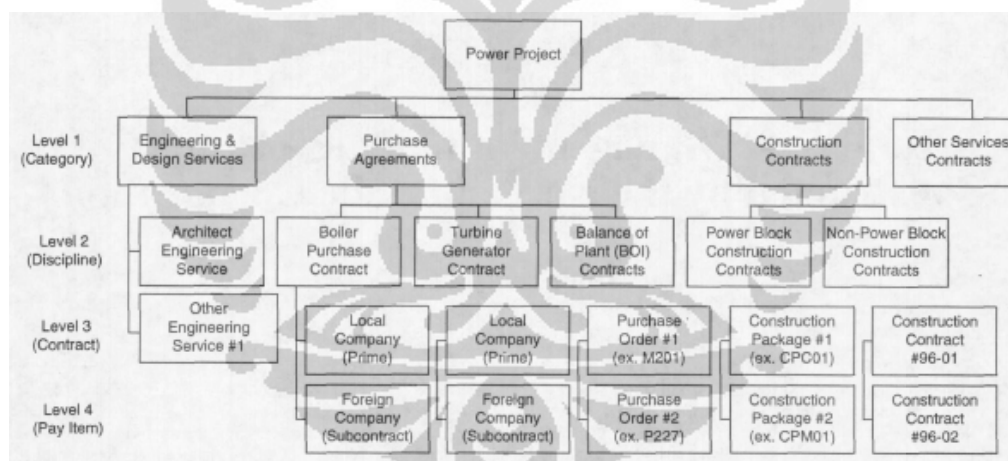 Power Project
Level 1
(Category)
Engineering &
Design Services
Purchase
Agreements
Construction
Contracts
Other Services
Contracts
Level 2
(Discipline)
Architect
Engineering
Service
Boiler
Purchase
Contract
Turbine
Generator
Contract
Balance of
Plant (BOI)
Contracts
Power Block
Construction
Contracts
Non-Power Block
Construction
Contracts
Level 3
(Contract)
Other
Engineering
Service #1
Local
Company
(Prime)
Local
Company
(Prime)
Purchase
Order #1
(ex. M201)
Construction
Package #1
(ex. CPC01)
Construction
Contract
#96-01
Level 4
(Pay Item)
Foreign
Company
(Subcontract)
Foreign
Company
(Subcontract)
Purchase
Order #2
(ex. P227)
Construction
Package #2
(ex. CPM01)
Construction
Contract
#96-02